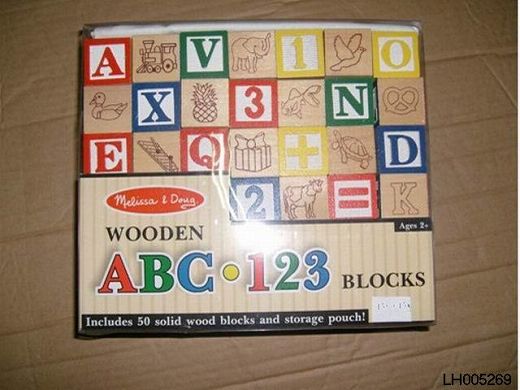 A V 1 O
X 3 N
E Q + D
2 = K
Melissa & Doug
Ages 2+
WOODEN
ABC • 123 BLOCKS
Includes 50 solid wood blocks and storage pouch!
LH005269